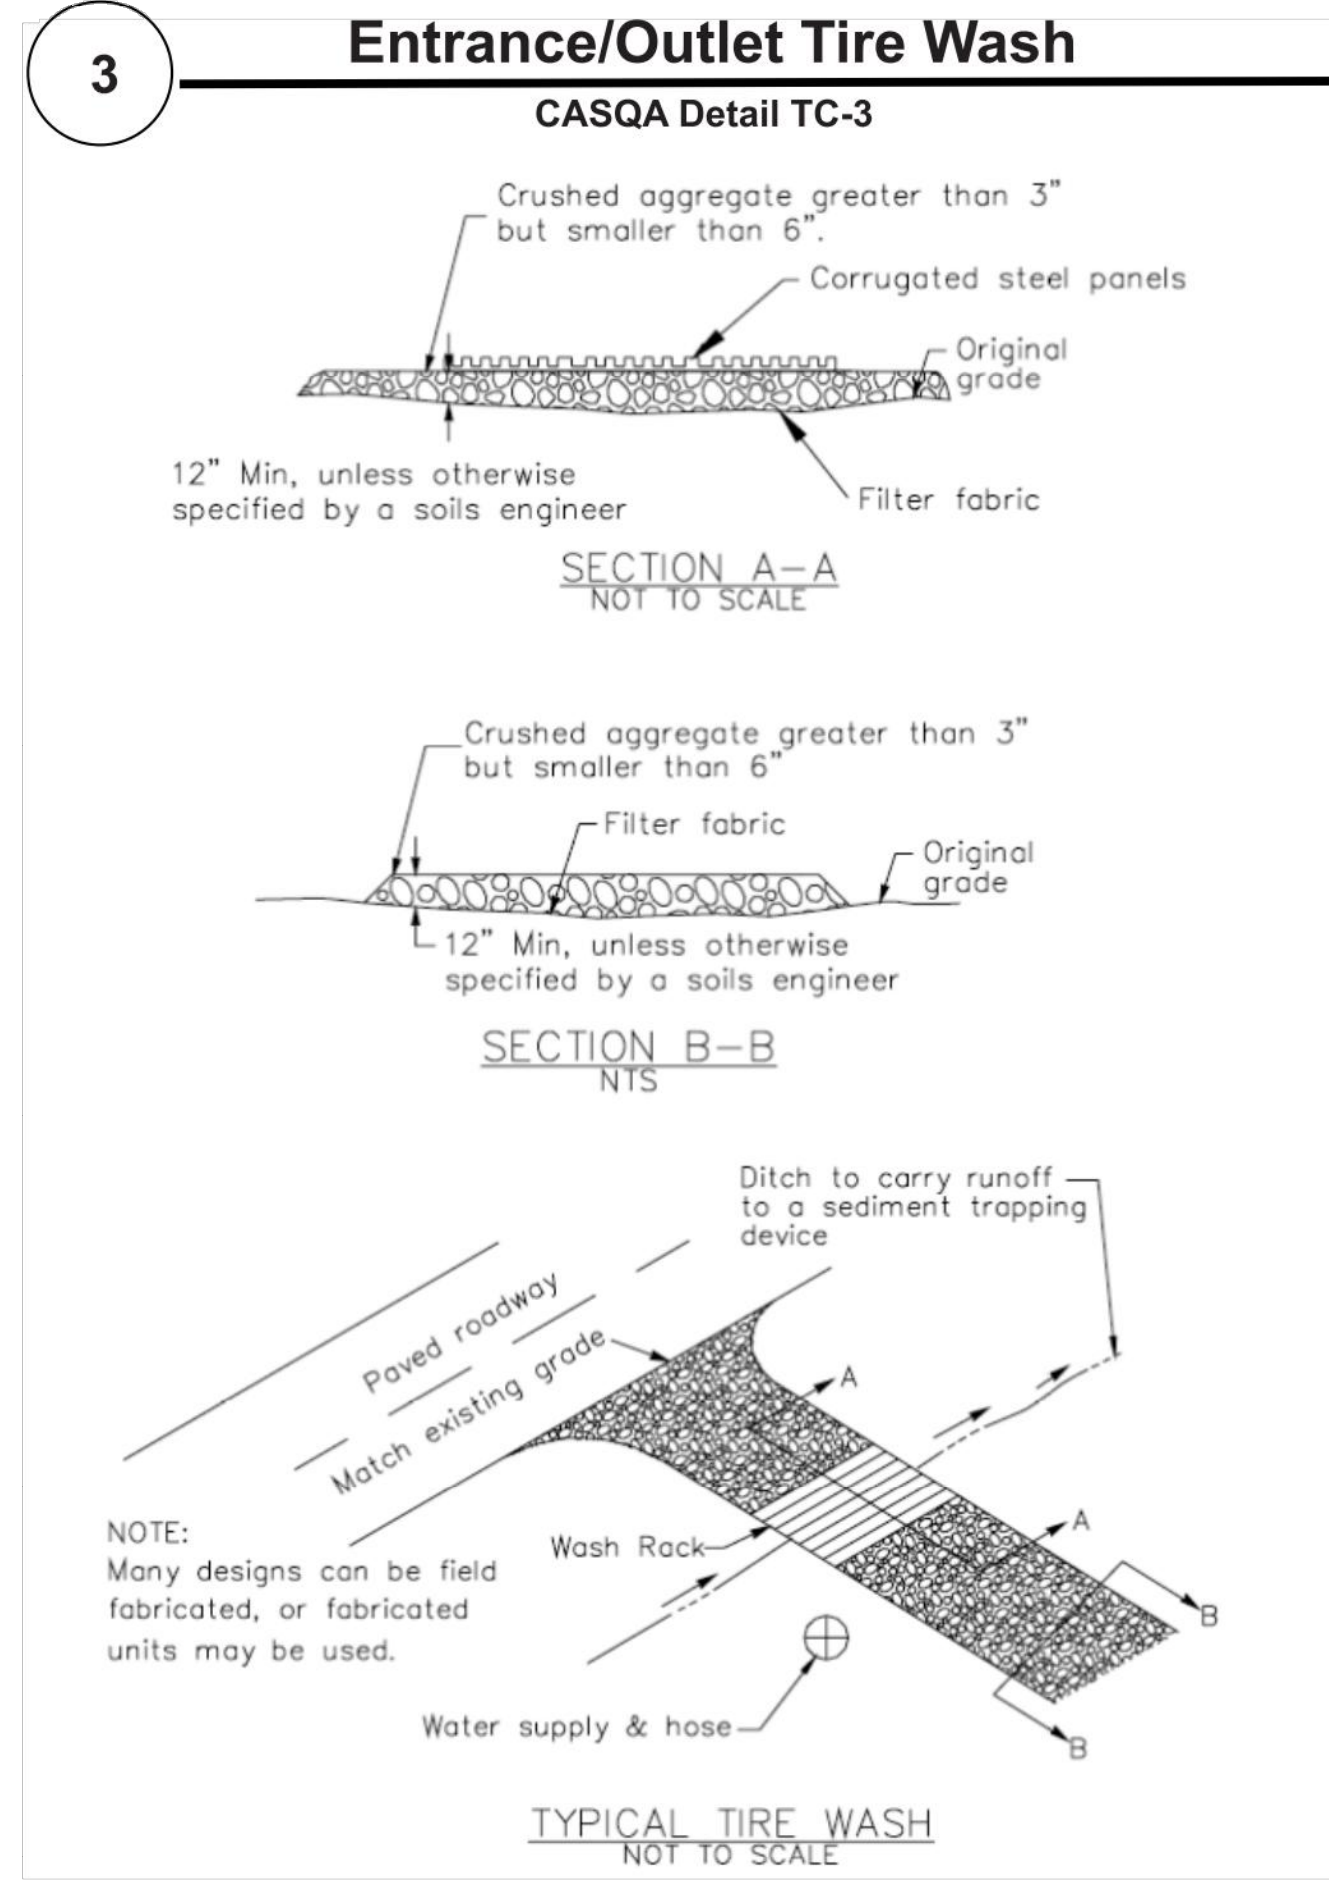 3
Entrance/Outlet Tire Wash
CASQA Detail TC-3
Crushed aggregate greater than 3"
but smaller than 6".
Corrugated steel panels
Original
grade
12" Min, unless otherwise
specified by a soils engineer
Filter fabric
SECTION A-A
NOT TO SCALE
Crushed aggregate greater than 3"
but smaller than 6"
Filter fabric
Original
grade
12" Min, unless otherwise
specified by a soils engineer
SECTION B-B
NTS
Ditch to carry runoff
to a sediment trapping
device
Paved roadway
Match existing grade
A
A
NOTE:
Many designs can be field
fabricated, or fabricated
units may be used.
Wash Rack
B
Water supply & hose
B
TYPICAL TIRE WASH
NOT TO SCALE